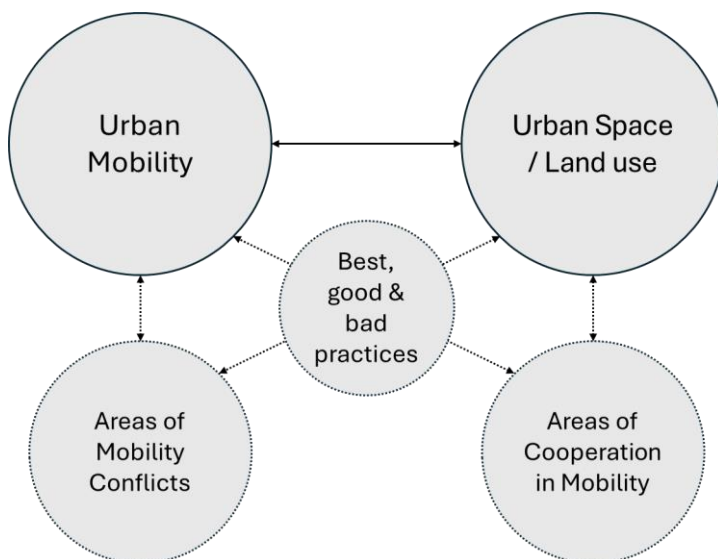 Urban
Mobility
Urban Space
/ Land use
Best,
good &
bad
practices
Areas of
Mobility
Conflicts
Areas of
Cooperation
in Mobility